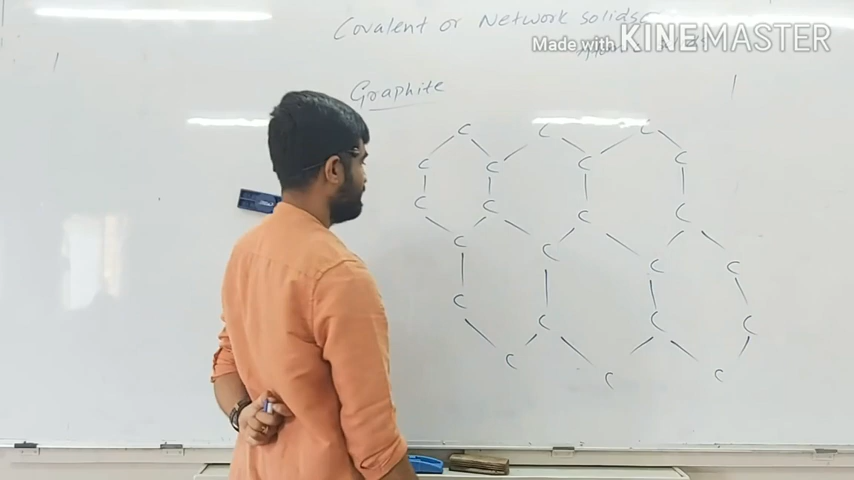 Covalent or Network solids
Made with KINEMASTER
Graphite
C C C
C C C C
C C C C
C C C C
C C C C
C C C